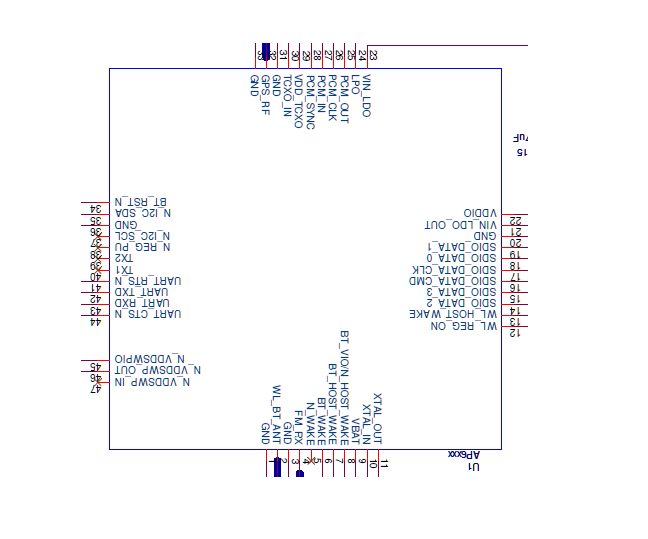 33
32
31
30
29
28
27
26
25
24
23
GND
GPS_RF
GND
TCXO_IN
VDD_TCXO
PCM_SYNC
PCM_IN
PCM_CLK
PCM_OUT
LPO
VIN_LDO
7uF
15
BT_RST_N
34
N_I2C_SDA
35
GND
36
N_I2C_SCL
37
N_REG_PU
38
TX2
39
TX1
40
UART_RTS_N
41
UART_TXD
42
UART_RXD
43
UART_CTS_N
44
N_VDDSWPIO
45
N_VDDSWP_OUT
46
N_VDDSWP_IN
47
VDDIO
22
VIN_LDO_OUT
21
GND
20
SDIO_DATA_1
19
SDIO_DATA_0
18
SDIO_DATA_CLK
17
SDIO_DATA_CMD
16
SDIO_DATA_3
15
SDIO_DATA_2
14
WL_HOST_WAKE
13
WL_REG_ON
12
GND
WL_BT_ANT
GND
FM_RX
N_WAKE
BT_WAKE
BT_HOST_WAKE
BT_VIO/N_HOST_WAKE
VBAT
XTAL_IN
XTAL_OUT
1
2
3
4
5
6
7
8
9
10
11
AP6xxx
U1